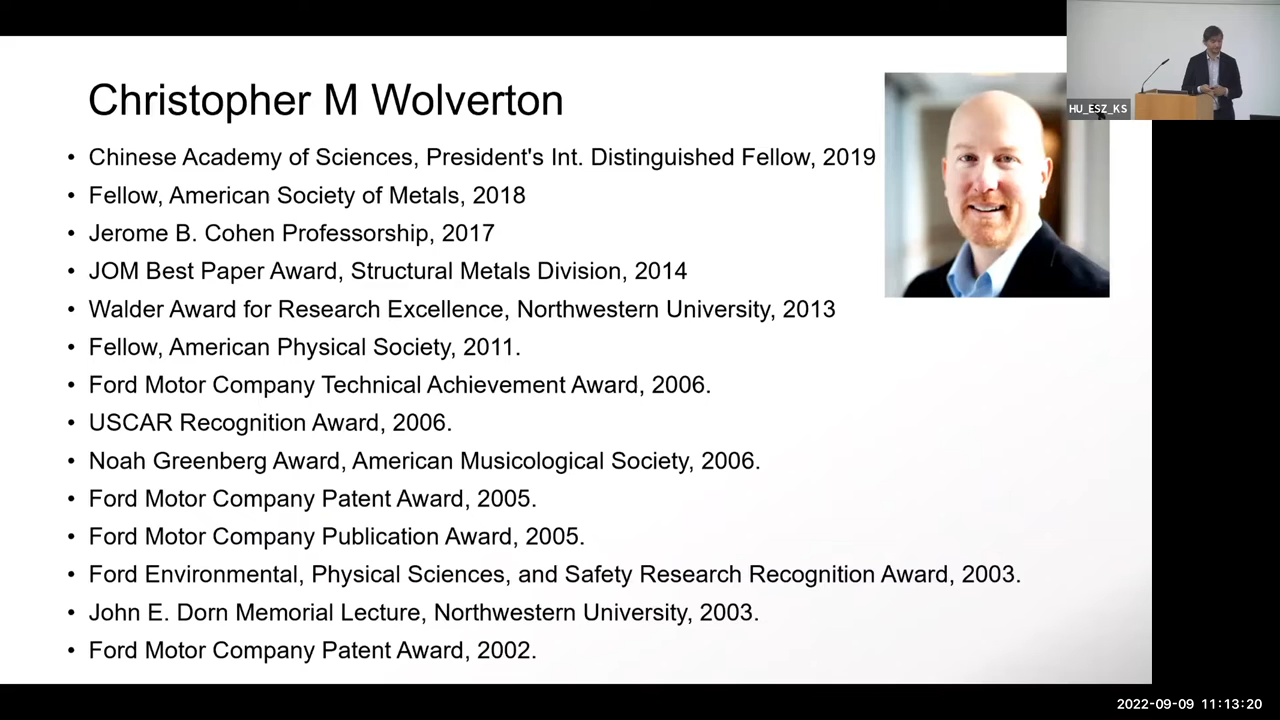 Christopher M Wolverton
• Chinese Academy of Sciences, President's Int. Distinguished Fellow, 2019
• Fellow, American Society of Metals, 2018
• Jerome B. Cohen Professorship, 2017
• JOM Best Paper Award, Structural Metals Division, 2014
• Walder Award for Research Excellence, Northwestern University, 2013
• Fellow, American Physical Society, 2011.
• Ford Motor Company Technical Achievement Award, 2006.
• USCAR Recognition Award, 2006.
• Noah Greenberg Award, American Musicological Society, 2006.
• Ford Motor Company Patent Award, 2005.
• Ford Motor Company Publication Award, 2005.
• Ford Environmental, Physical Sciences, and Safety Research Recognition Award, 2003.
• John E. Dorn Memorial Lecture, Northwestern University, 2003.
• Ford Motor Company Patent Award, 2002.
HU_ESZ_KS
2022-09-09 11:13:20